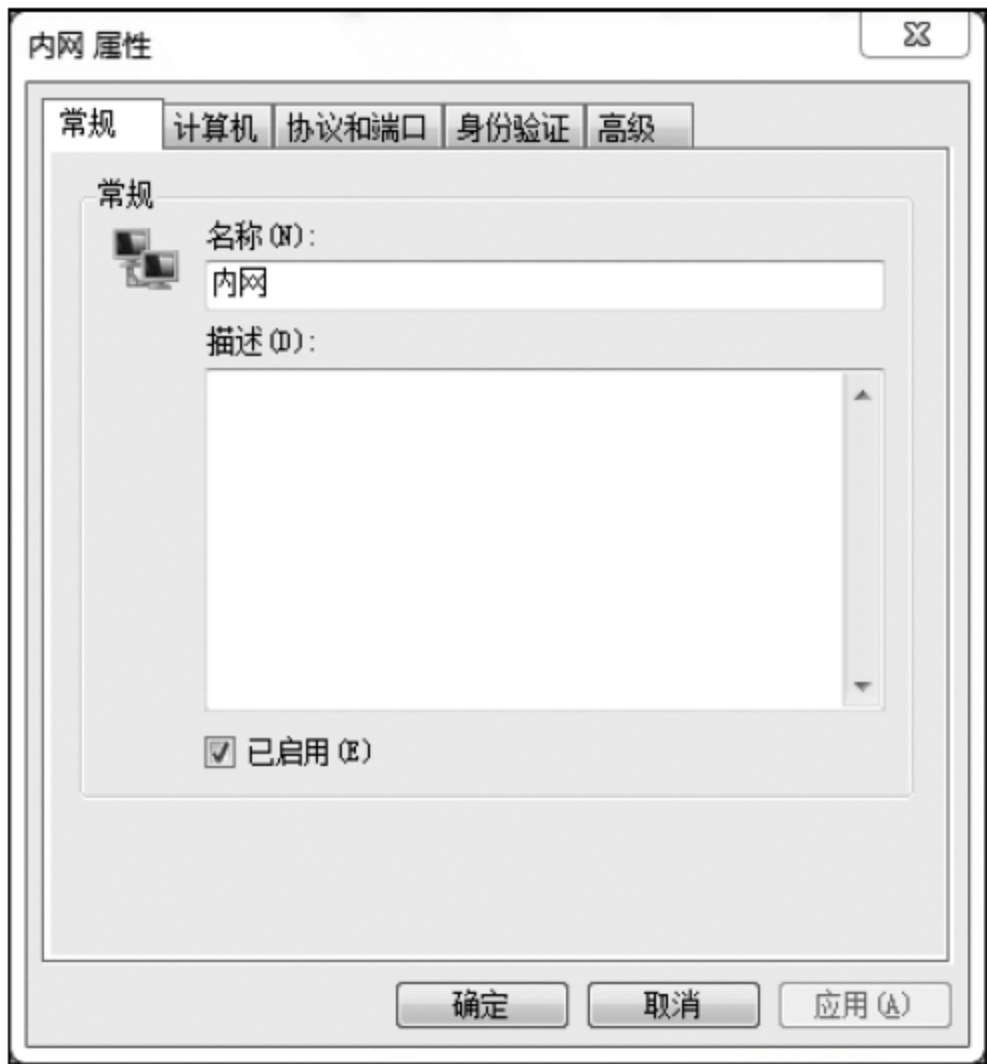 内网 属性
常规 计算机 协议和端口 身份验证 高级
常规
名称(N):
内网
描述(D):
已启用(E)
确定 取消 应用(A)